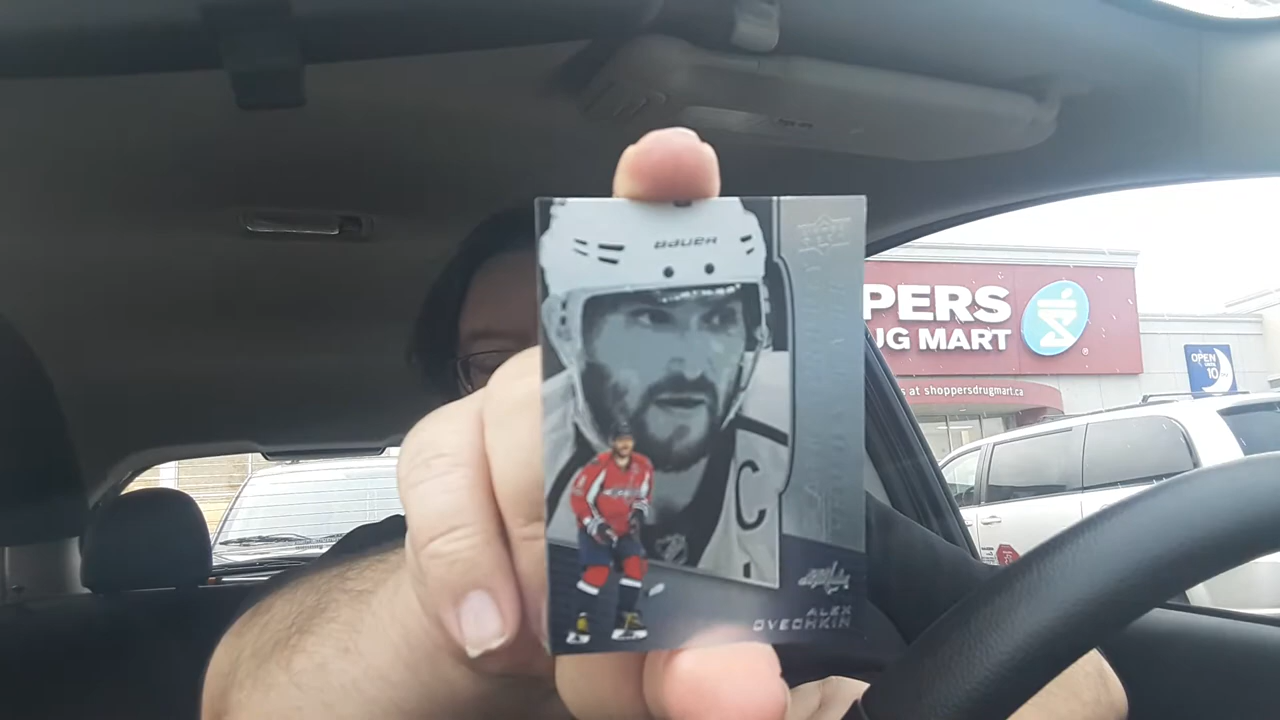 BAUER
C
ALEX
OVECHKIN
PERS
UG MART
®
s at shoppersdrugmart.ca
OPEN
10